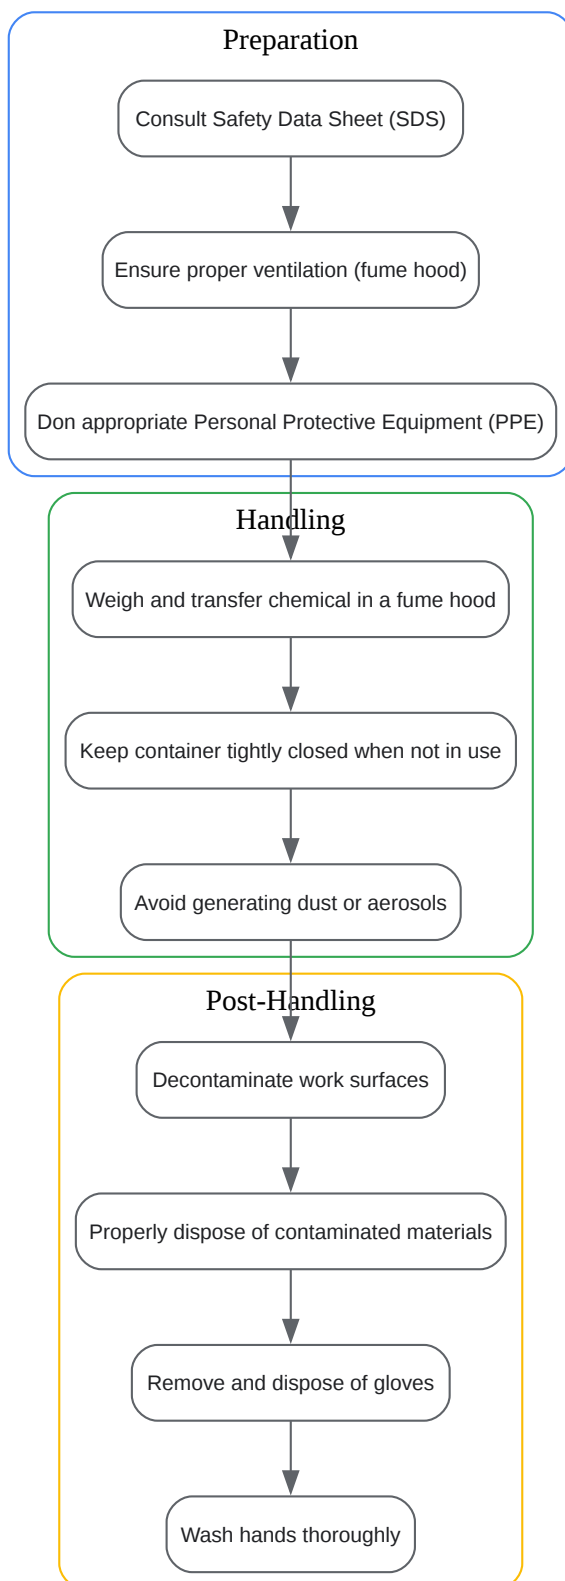 Preparation
Consult Safety Data Sheet (SDS)
Ensure proper ventilation (fume hood)
Don appropriate Personal Protective Equipment (PPE)
Handling
Weigh and transfer chemical in a fume hood
Keep container tightly closed when not in use
Avoid generating dust or aerosols
Post-Handling
Decontaminate work surfaces
Properly dispose of contaminated materials
Remove and dispose of gloves
Wash hands thoroughly